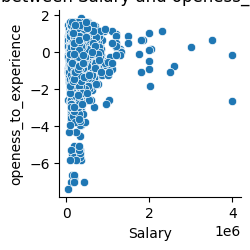 between Salary and openess_
2
0
−2
−4
−6
openess_to_experience
0
2
4
1e6
Salary